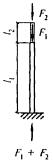 F₂
l₂
F₁
l₁
F₁ + F₂